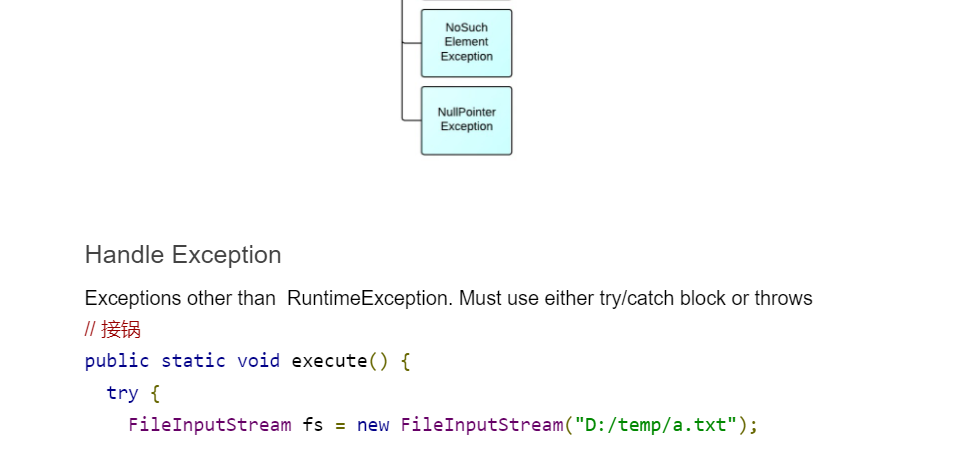 NoSuch
Element
Exception
NullPointer
Exception
Handle Exception
Exceptions other than  RuntimeException. Must use either try/catch block or throws
// 接锅
public static void execute() {
  try {
    FileInputStream fs = new FileInputStream("D:/temp/a.txt");